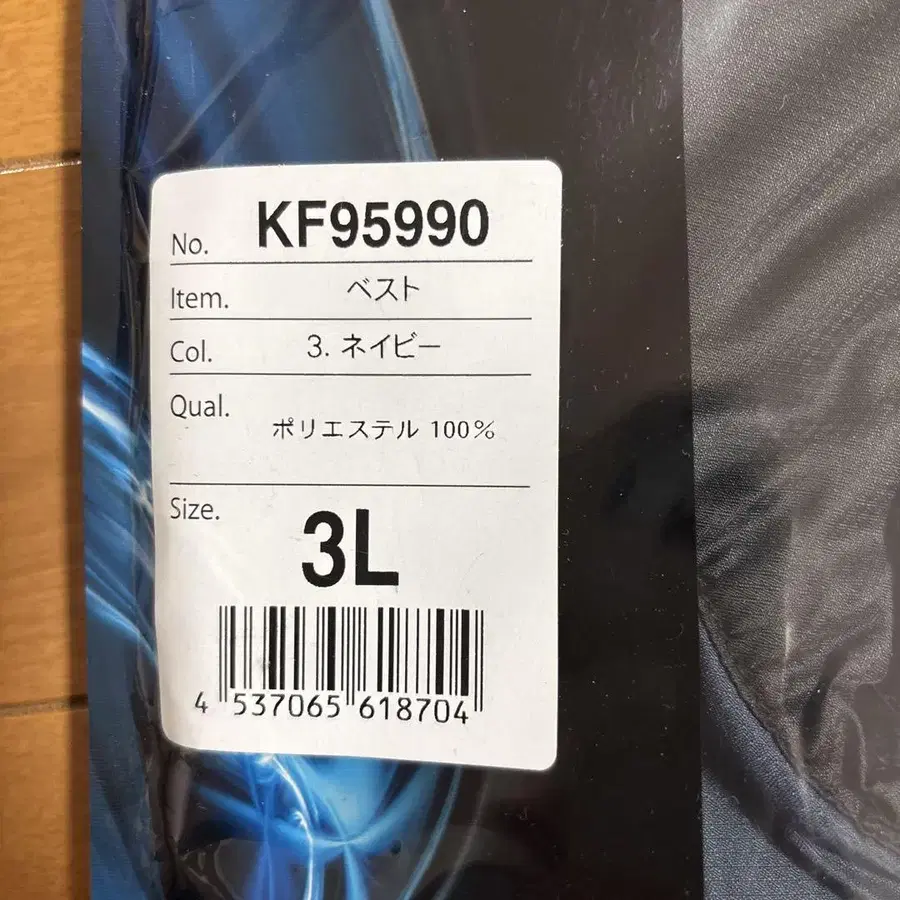 No. KF95990
Item. ベスト
Col. 3. ネイビー
Qual. ポリエステル 100%
Size. 3L
4 537065 618704